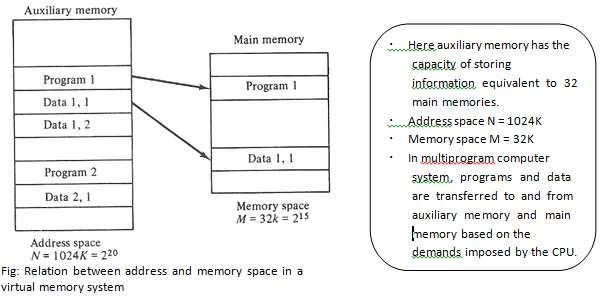 Auxiliary memory
Program 1
Data 1, 1
Data 1, 2
Program 2
Data 2, 1
Address space
N = 1024K = 2²⁰
Main memory
Program 1
Data 1, 1
Memory space
M = 32k = 2¹⁵
Fig: Relation between address and memory space in a
virtual memory system
· Here auxiliary memory has the
capacity of storing
information equivalent to 32
main memories.
· Address space N = 1024K
· Memory space M = 32K
· In multiprogram computer
system, programs and data
are transferred to and from
auxiliary memory and main
memory based on the
demands imposed by the CPU.